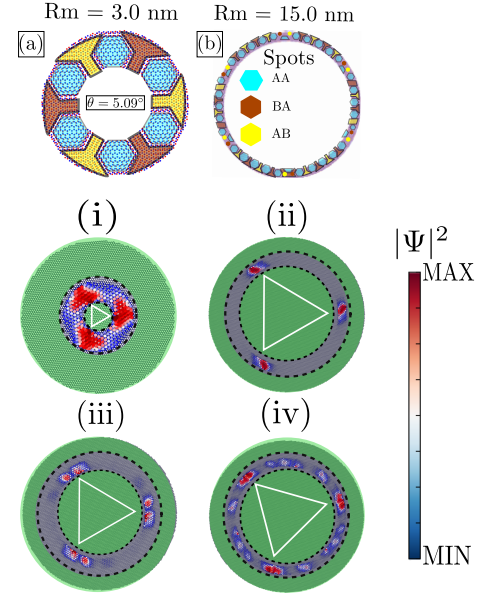 Rm = 3.0 nm
Rm = 15.0 nm
(a)
(b)
Spots
AA
BA
AB
θ = 5.09°
(i)
(ii)
|Ψ|²
MAX
(iii)
(iv)
MIN